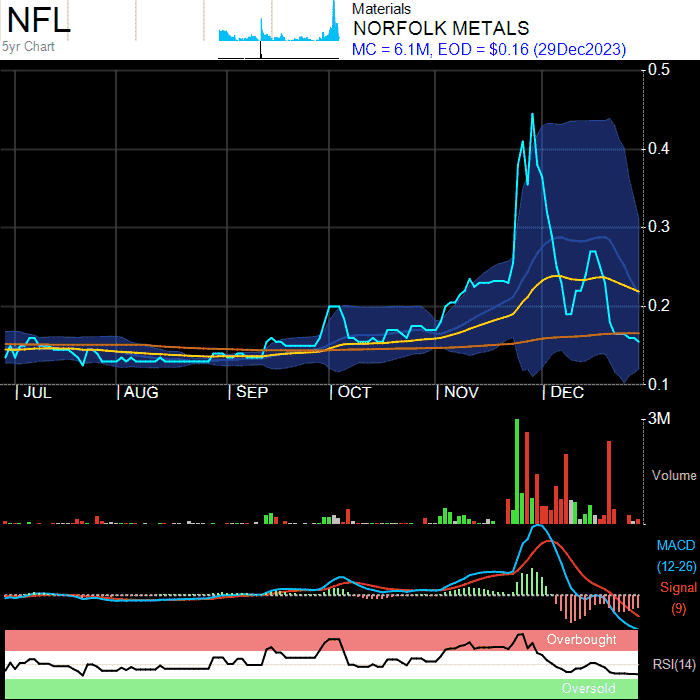 NFL
5yr Chart
Materials
NORFOLK METALS
MC = 6.1M, EOD = $0.16 (29Dec2023)
0.5
0.4
0.3
0.2
0.1
JUL
AUG
SEP
OCT
NOV
DEC
3M
Volume
MACD
(12-26)
Signal
(9)
Overbought
RSI(14)
Oversold